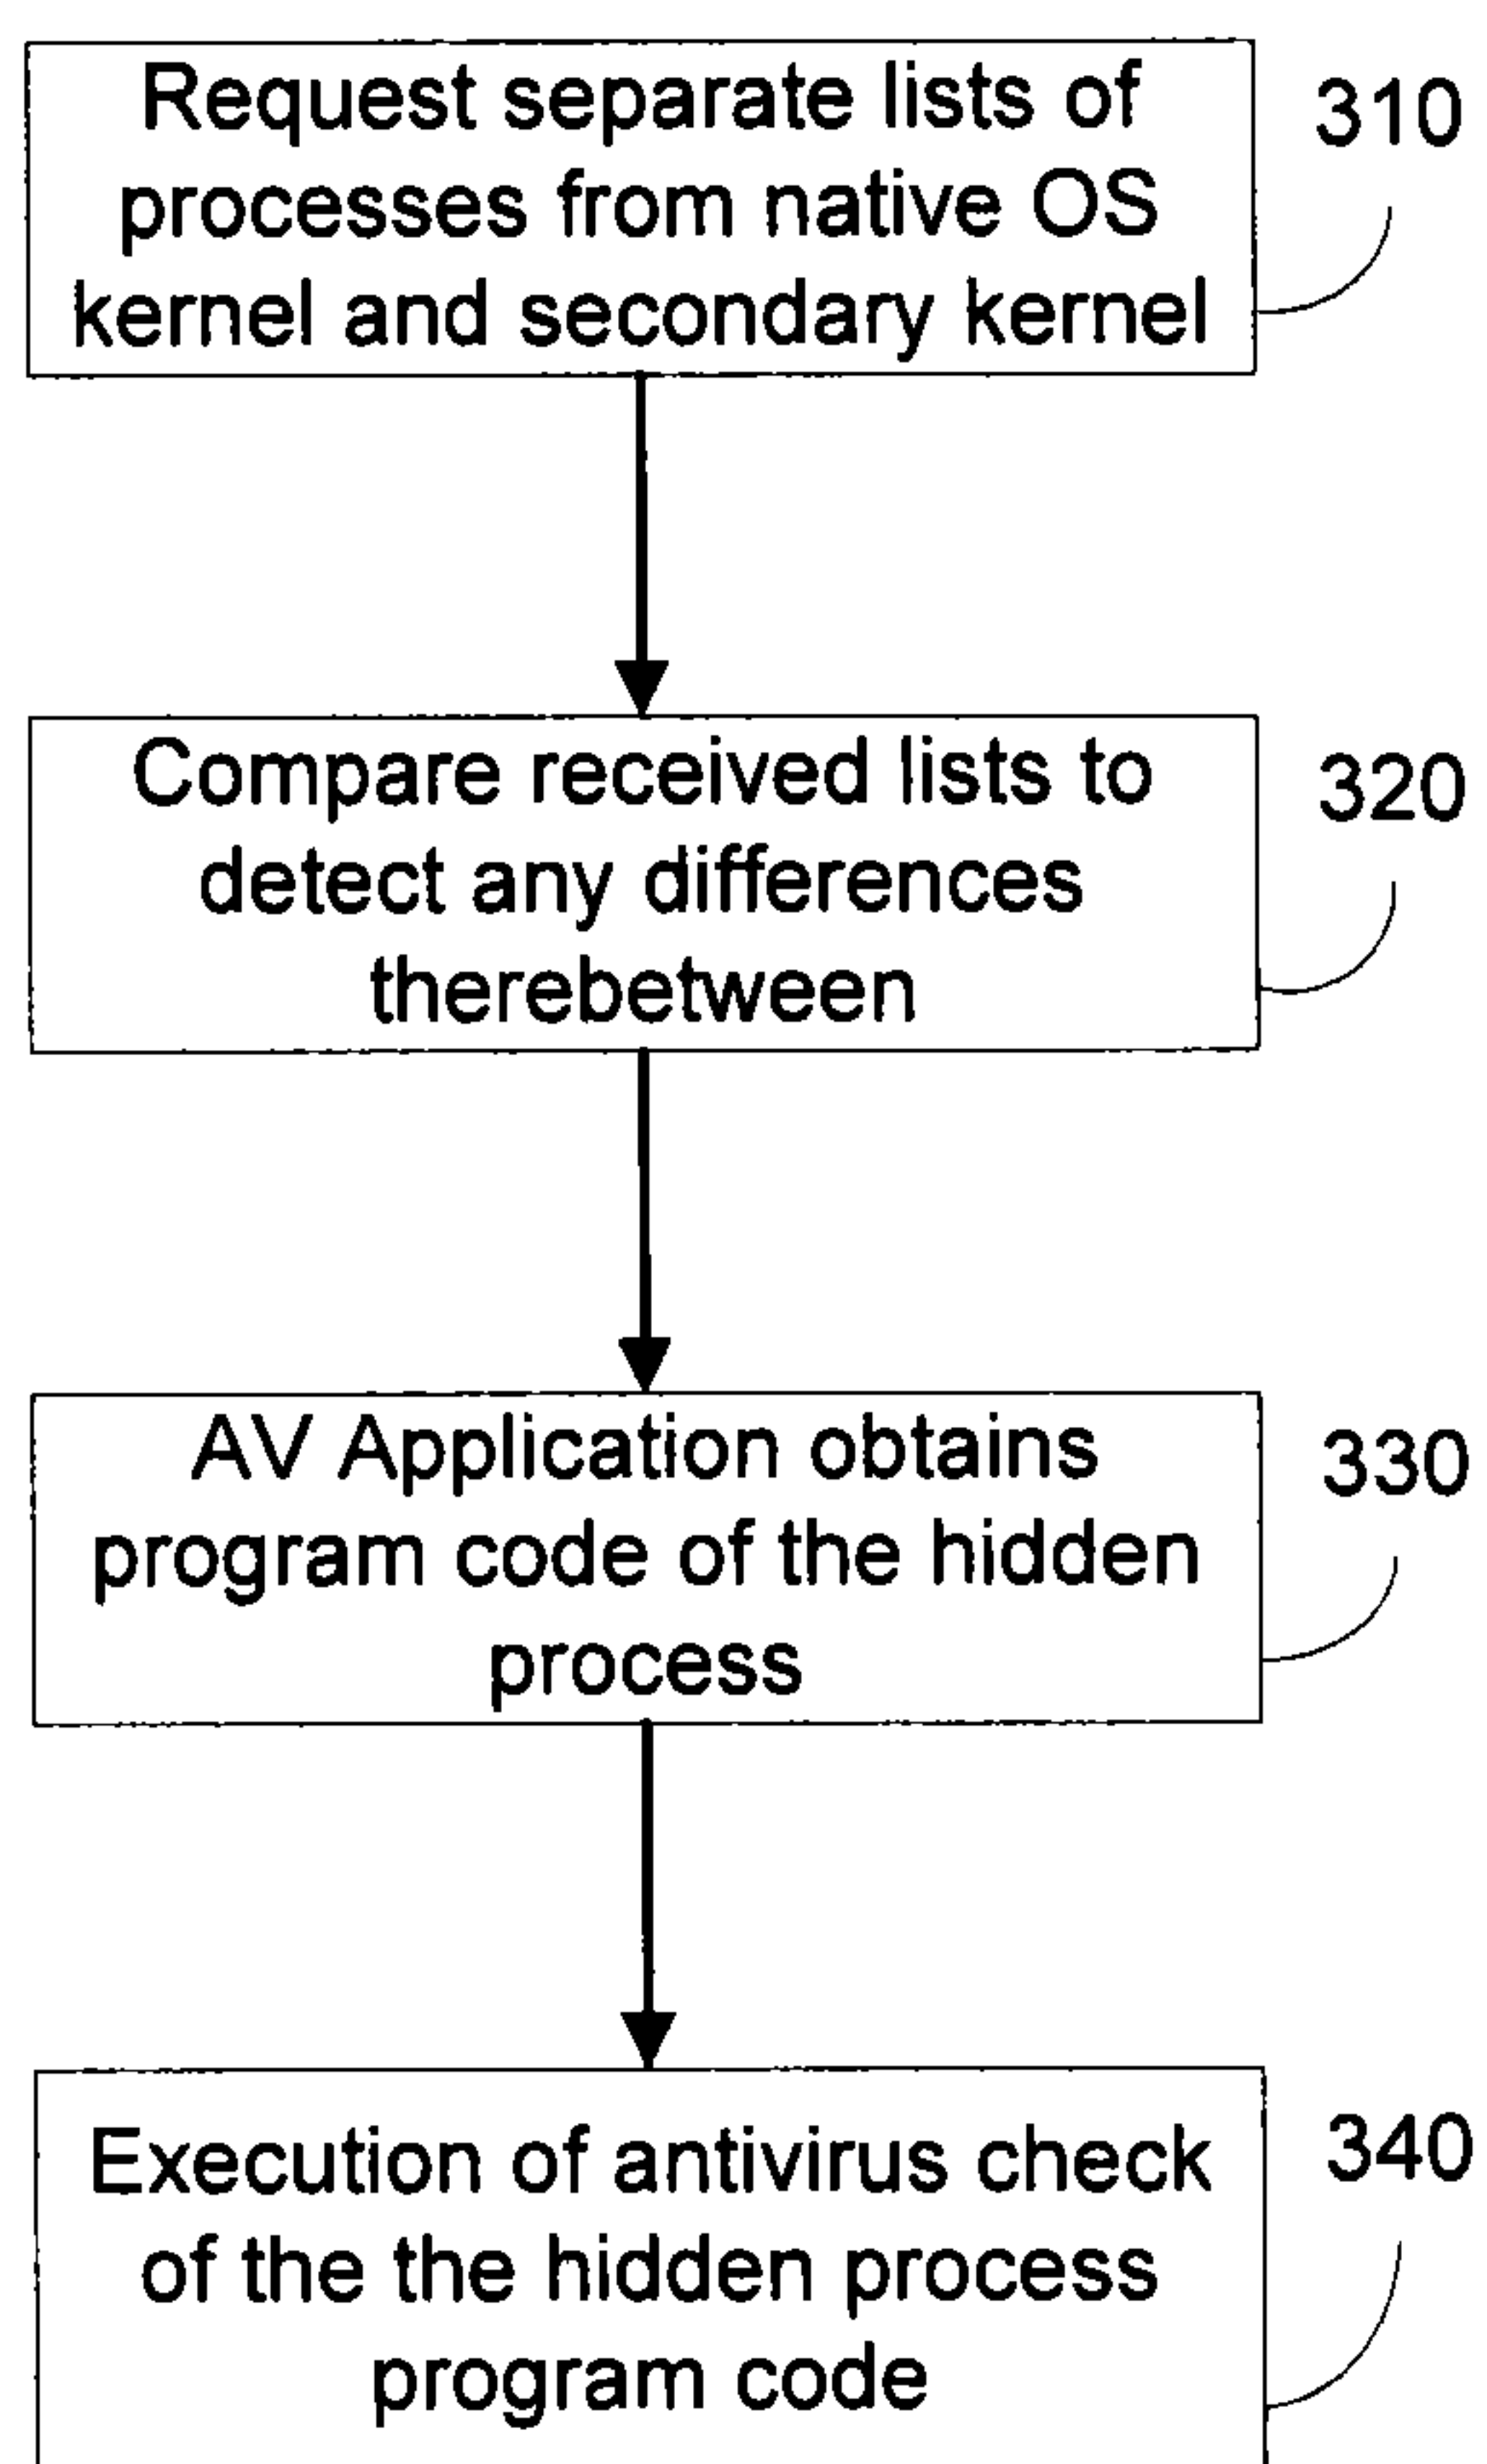 Request separate lists of
processes from native OS
kernel and secondary kernel
310
Compare received lists to
detect any differences
therebetween
320
AV Application obtains
program code of the hidden
process
330
Execution of antivirus check
of the the hidden process
program code
340